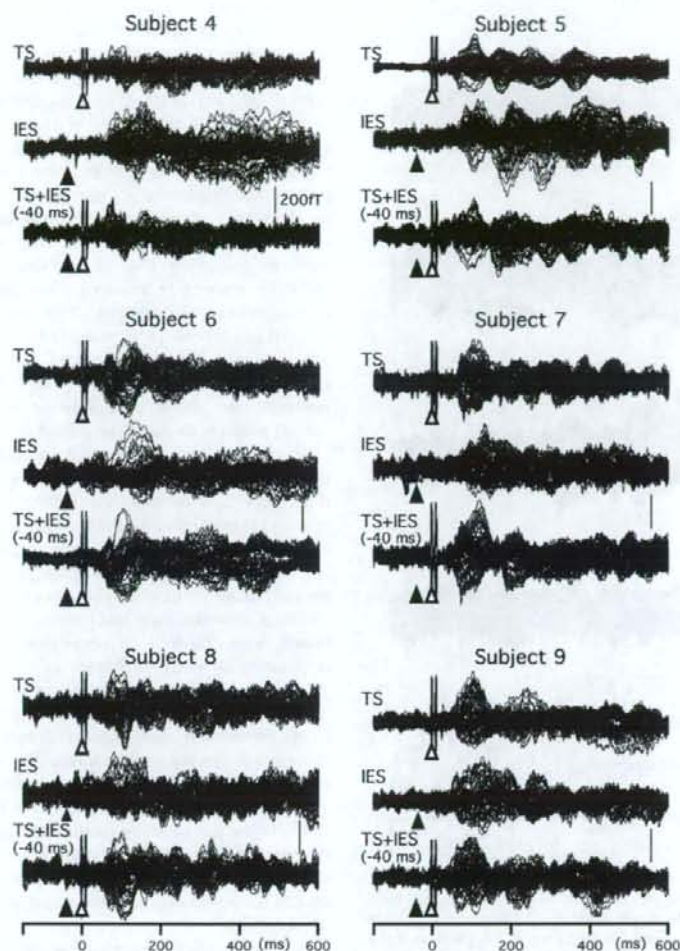 Subject 4
TS
IES
200fT
TS+IES
(-40 ms)
Subject 5
TS
IES
TS+IES
(-40 ms)
Subject 6
TS
IES
TS+IES
(-40 ms)
Subject 7
TS
IES
TS+IES
(-40 ms)
Subject 8
TS
IES
TS+IES
(-40 ms)
Subject 9
TS
IES
TS+IES
(-40 ms)
0 200 400 (ms) 600
0 200 400 (ms) 600